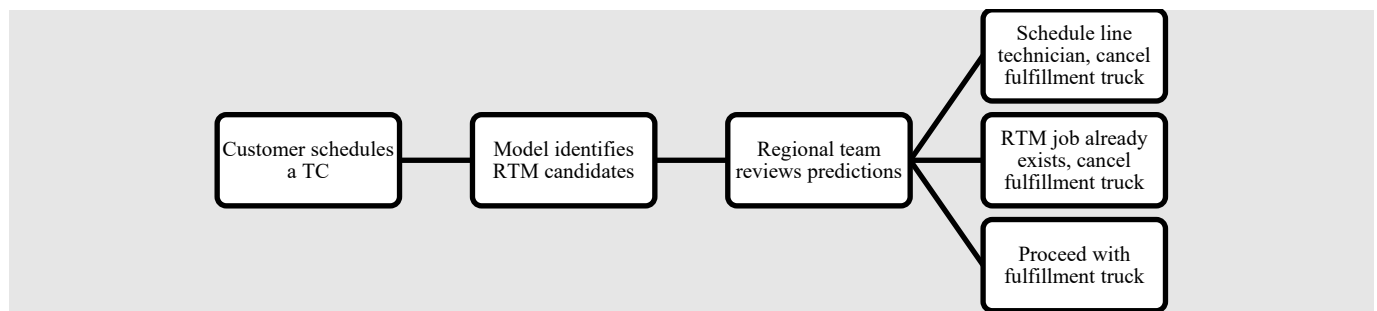 Customer schedules
a TC
Model identifies
RTM candidates
Regional team
reviews predictions
Schedule line
technician, cancel
fulfillment truck
RTM job already
exists, cancel
fulfillment truck
Proceed with
fulfillment truck